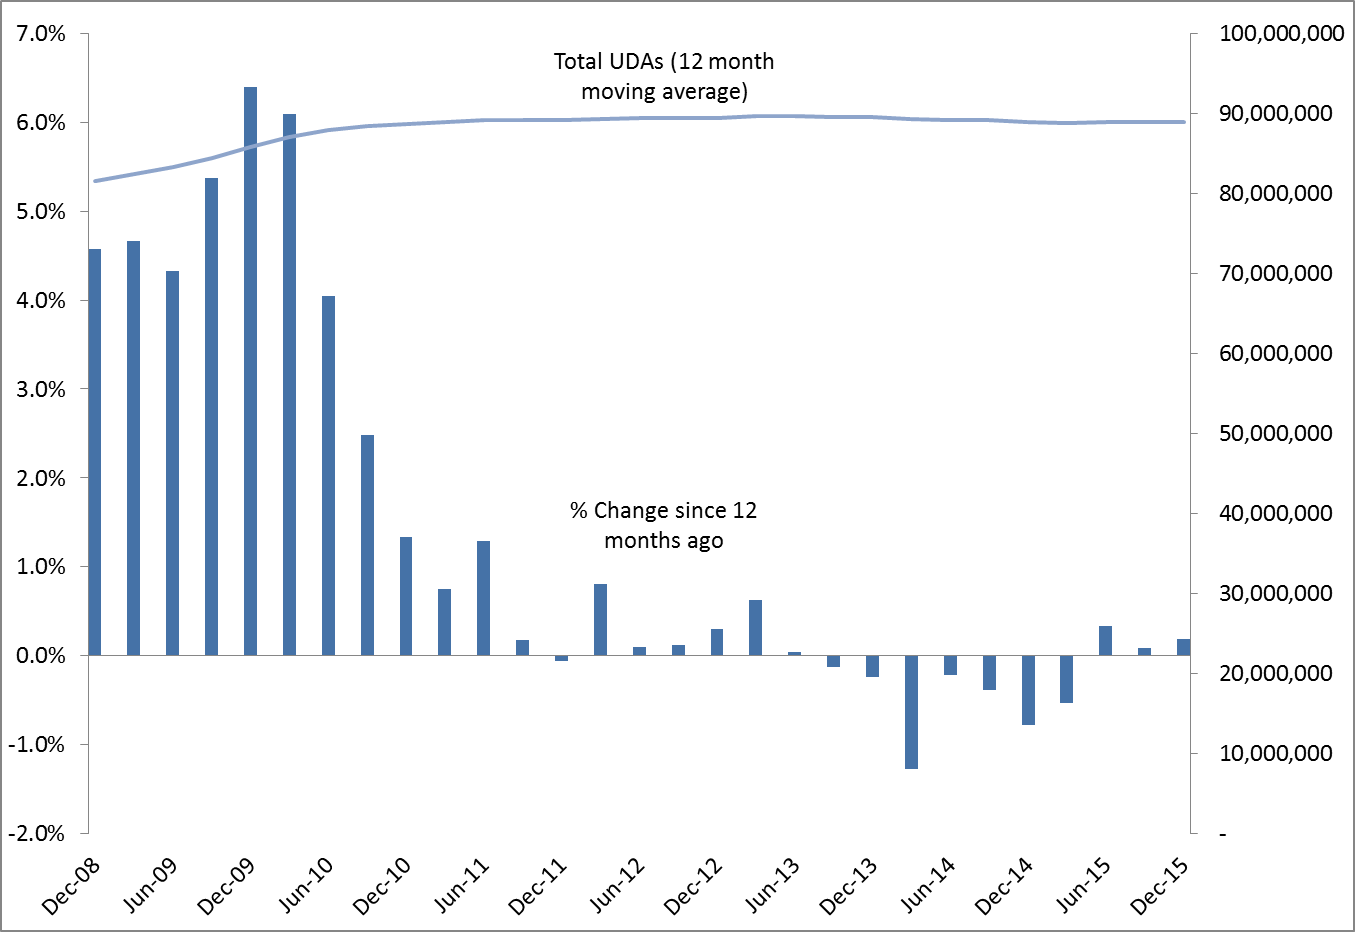 7.0%
6.0%
5.0%
4.0%
3.0%
2.0%
1.0%
0.0%
-1.0%
-2.0%
Total UDAs (12 month
moving average)
% Change since 12
months ago
100,000,000
90,000,000
80,000,000
70,000,000
60,000,000
50,000,000
40,000,000
30,000,000
20,000,000
10,000,000
-
Dec-08
Jun-09
Dec-09
Jun-10
Dec-10
Jun-11
Dec-11
Jun-12
Dec-12
Jun-13
Dec-13
Jun-14
Dec-14
Jun-15
Dec-15